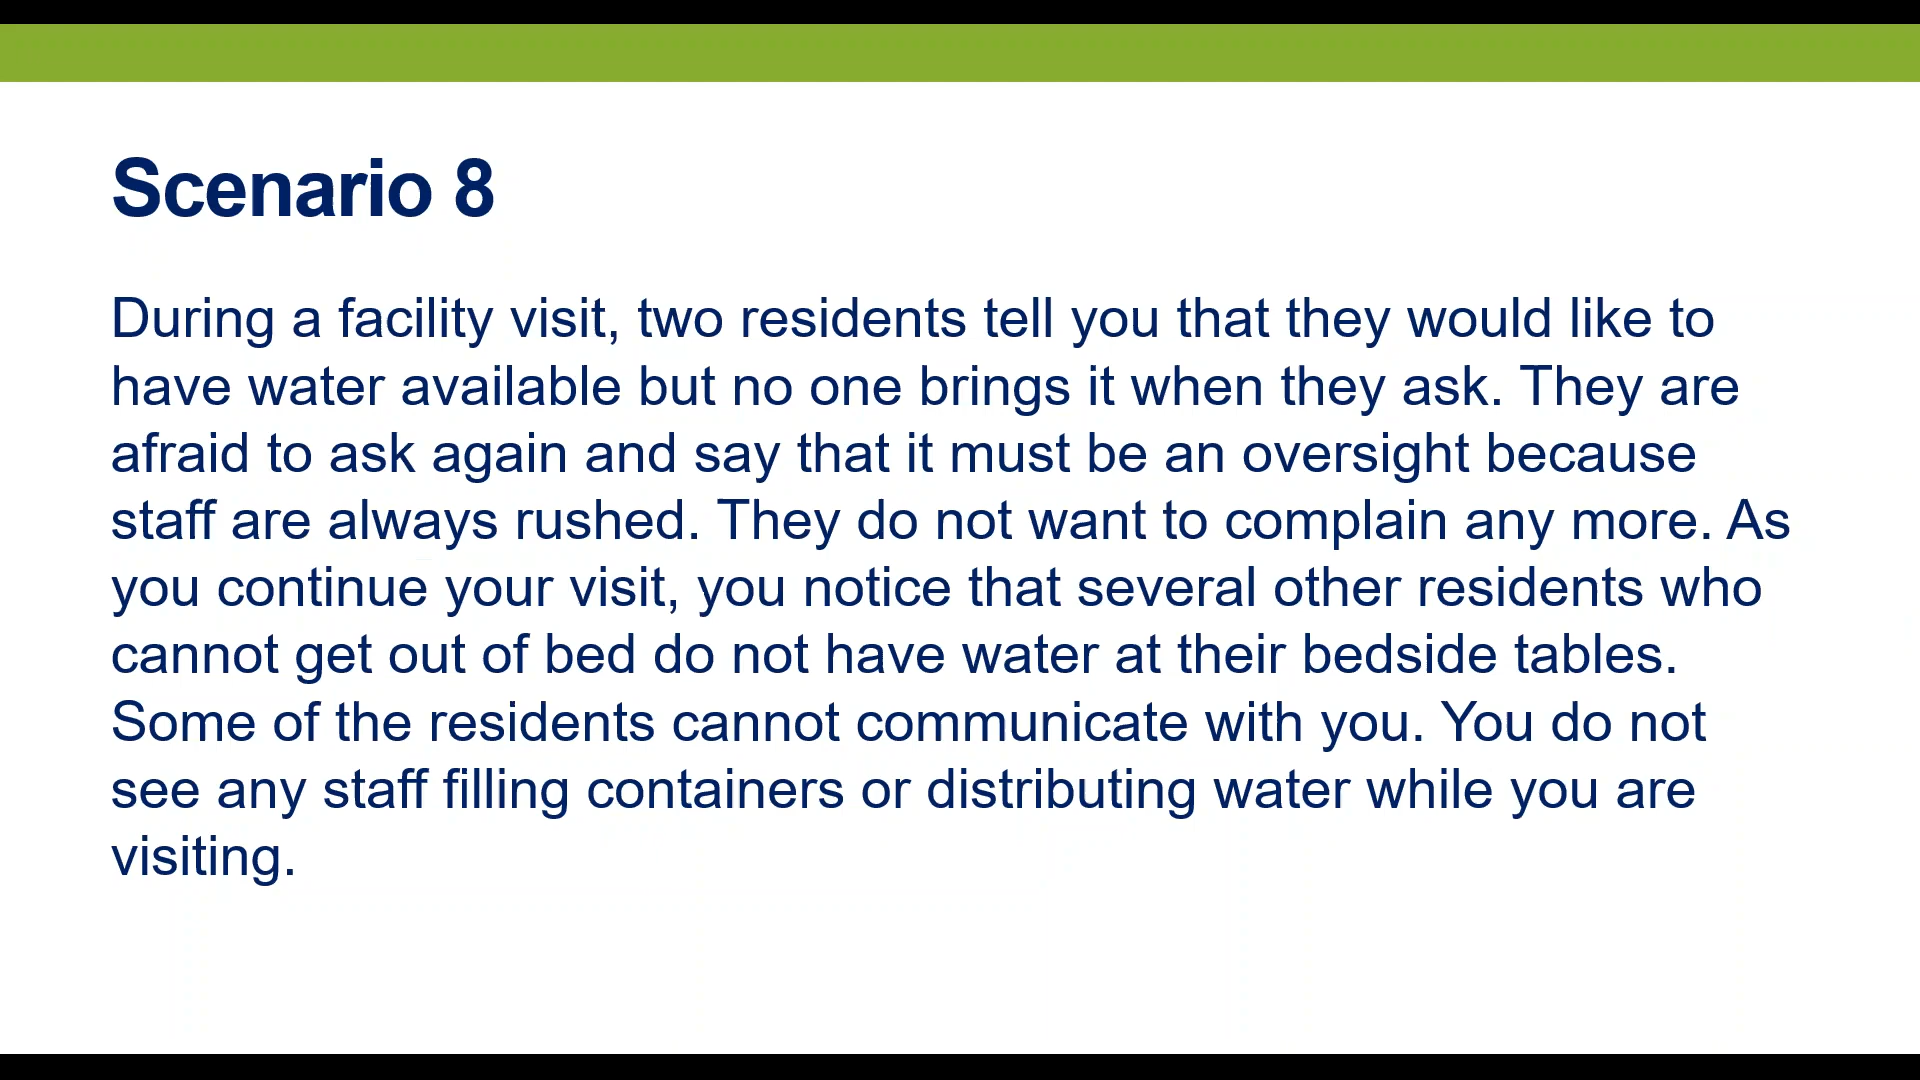 Scenario 8
During a facility visit, two residents tell you that they would like to
have water available but no one brings it when they ask. They are
afraid to ask again and say that it must be an oversight because
staff are always rushed. They do not want to complain any more. As
you continue your visit, you notice that several other residents who
cannot get out of bed do not have water at their bedside tables.
Some of the residents cannot communicate with you. You do not
see any staff filling containers or distributing water while you are
visiting.